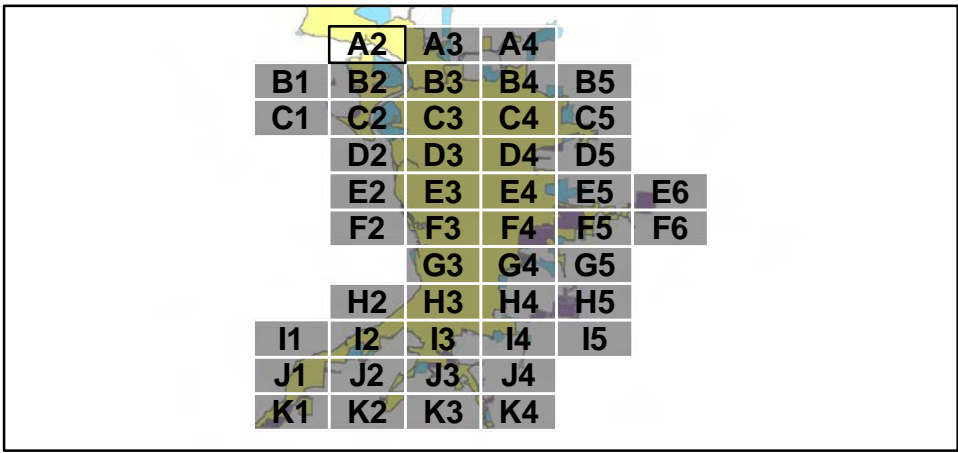 A2 A3 A4
B1 B2 B3 B4 B5
C1 C2 C3 C4 C5
D2 D3 D4 D5
E2 E3 E4 E5 E6
F2 F3 F4 F5 F6
G3 G4 G5
H2 H3 H4 H5
I1 I2 I3 I4 I5
J1 J2 J3 J4
K1 K2 K3 K4